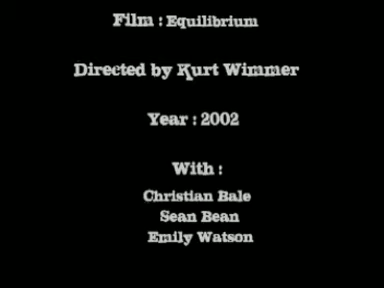 Film : Equilibrium
Directed by Kurt Wimmer
Year : 2002
With :
Christian Bale
Sean Bean
Emily Watson